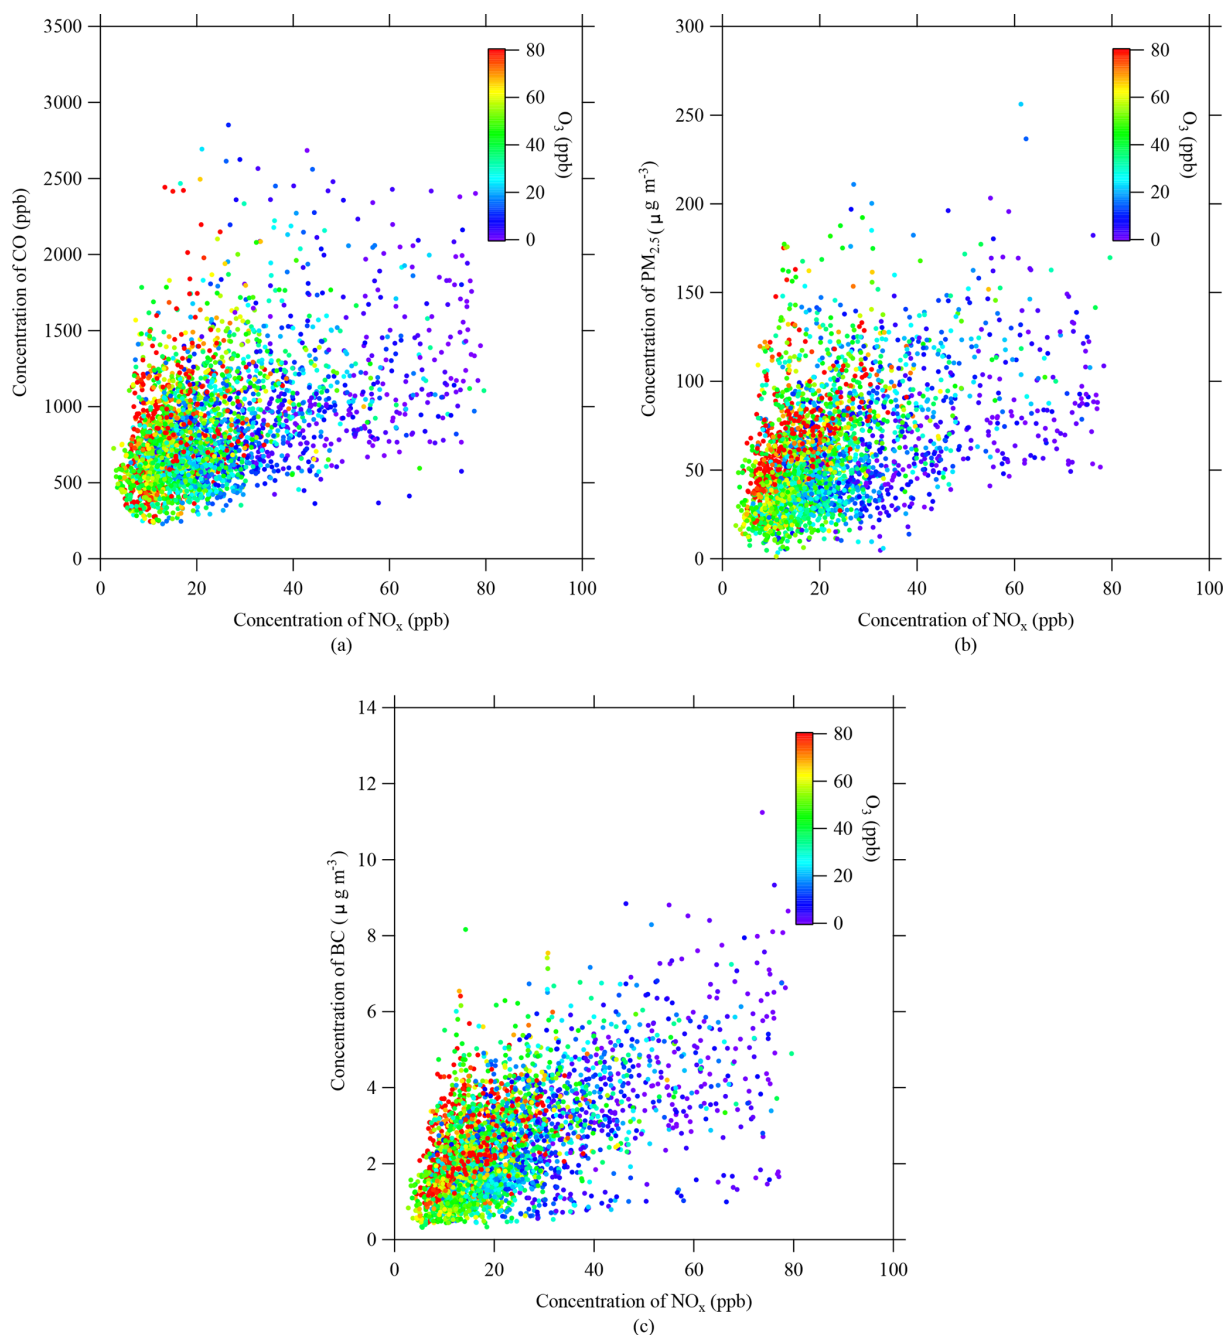 3500
3000
2500
2000
1500
1000
500
0
Concentration of CO (ppb)
0 20 40 60 80 100
Concentration of NOx (ppb)
(a)
80
60
40
20
0
O3 (ppb)
300
250
200
150
100
50
0
Concentration of PM2.5 ( μ g m-3)
0 20 40 60 80 100
Concentration of NOx (ppb)
(b)
80
60
40
20
0
O3 (ppb)
14
12
10
8
6
4
2
0
Concentration of BC ( μ g m-3)
0 20 40 60 80 100
Concentration of NOx (ppb)
(c)
80
60
40
20
0
O3 (ppb)